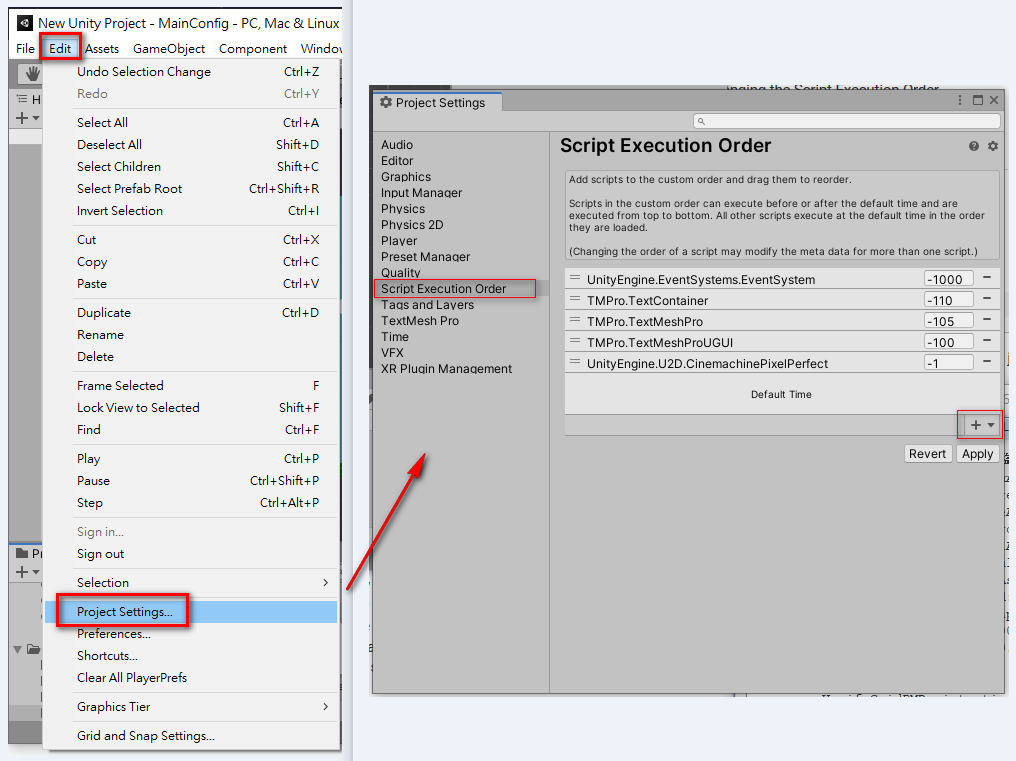 New Unity Project - MainConfig - PC, Mac & Linux
File Edit Assets GameObject Component Window
Undo Selection Change Ctrl+Z
Redo Ctrl+Y
Select All Ctrl+A
Deselect All Shift+D
Select Children Shift+C
Select Prefab Root Ctrl+Shift+R
Invert Selection Ctrl+I
Cut Ctrl+X
Copy Ctrl+C
Paste Ctrl+V
Duplicate Ctrl+D
Rename
Delete
Frame Selected F
Lock View to Selected Shift+F
Find Ctrl+F
Play Ctrl+P
Pause Ctrl+Shift+P
Step Ctrl+Alt+P
Sign in...
Sign out
Selection
Project Settings...
Preferences...
Shortcuts...
Clear All PlayerPrefs
Graphics Tier
Grid and Snap Settings...
the Script Execution Order
Project Settings
Audio
Editor
Graphics
Input Manager
Physics
Physics 2D
Player
Preset Manager
Quality
Script Execution Order
Tags and Layers
TextMesh Pro
Time
VFX
XR Plugin Management
Script Execution Order
Add scripts to the custom order and drag them to reorder.
Scripts in the custom order can execute before or after the default time and are
executed from top to bottom. All other scripts execute at the default time in the order
they are loaded.
(Changing the order of a script may modify the meta data for more than one script.)
UnityEngine.EventSystems.EventSystem -1000
TMPro.TextContainer -110
TMPro.TextMeshPro -105
TMPro.TextMeshProUGUI -100
UnityEngine.U2D.CinemachinePixelPerfect -1
Default Time
Revert Apply